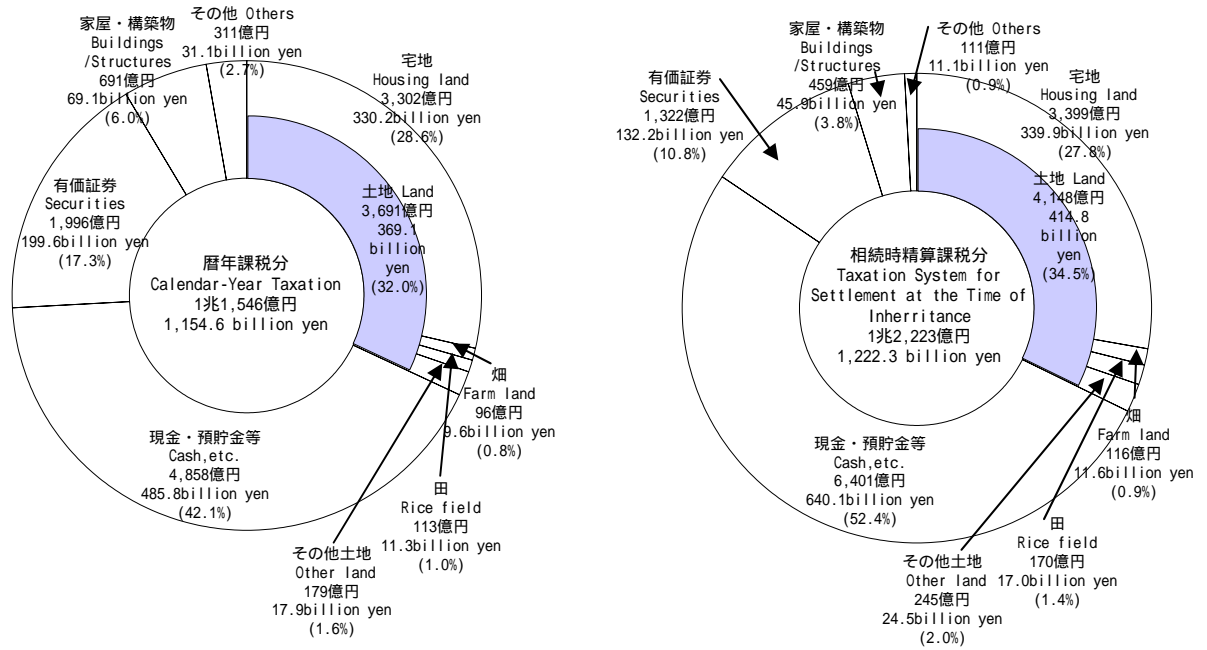 その他 Others
311億円
31.1billion yen
(2.7%)
家屋・構築物
Buildings
/Structures
691億円
69.1billion yen
(6.0%)
宅地
Housing land
3,302億円
330.2billion yen
(28.6%)
有価証券
Securities
1,996億円
199.6billion yen
(17.3%)
土地 Land
3,691億円
369.1
billion
yen
(32.0%)
暦年課税分
Calendar-Year Taxation
1兆1,546億円
1,154.6 billion yen
畑
Farm land
96億円
9.6billion yen
(0.8%)
現金・預貯金等
Cash,etc.
4,858億円
485.8billion yen
(42.1%)
田
Rice field
113億円
11.3billion yen
(1.0%)
その他土地
Other land
179億円
17.9billion yen
(1.6%)
家屋・構築物
Buildings
/Structures
459億円
45.9billion yen
(3.8%)
その他 Others
111億円
11.1billion yen
(0.9%)
有価証券
Securities
1,322億円
132.2billion yen
(10.8%)
宅地
Housing land
3,399億円
339.9billion yen
(27.8%)
土地 Land
4,148億円
414.8
billion
yen
(34.5%)
相続時精算課税分
Taxation System for
Settlement at the Time of
Inherritance
1兆2,223億円
1,222.3 billion yen
畑
Farm land
116億円
11.6billion yen
(0.9%)
現金・預貯金等
Cash,etc.
6,401億円
640.1billion yen
(52.4%)
田
Rice field
170億円
17.0billion yen
(1.4%)
その他土地
Other land
245億円
24.5billion yen
(2.0%)